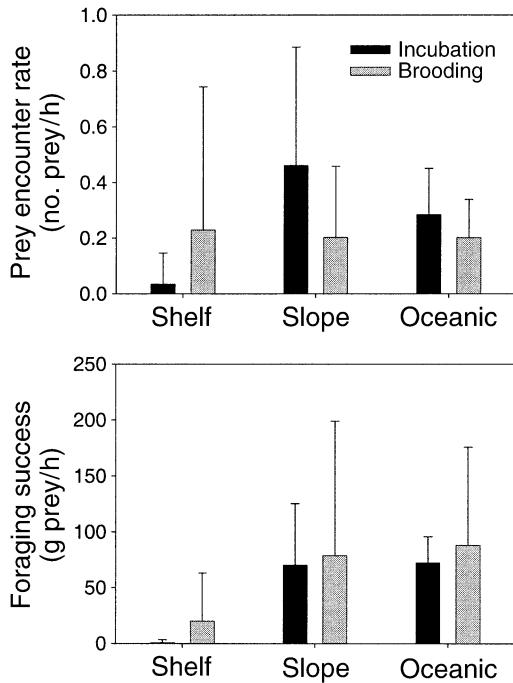 Prey encounter rate
(no. prey/h)
1.0
0.8
0.6
0.4
0.2
0.0
Incubation
Brooding
Shelf Slope Oceanic
Foraging success
(g prey/h)
250
200
150
100
50
0
Shelf Slope Oceanic